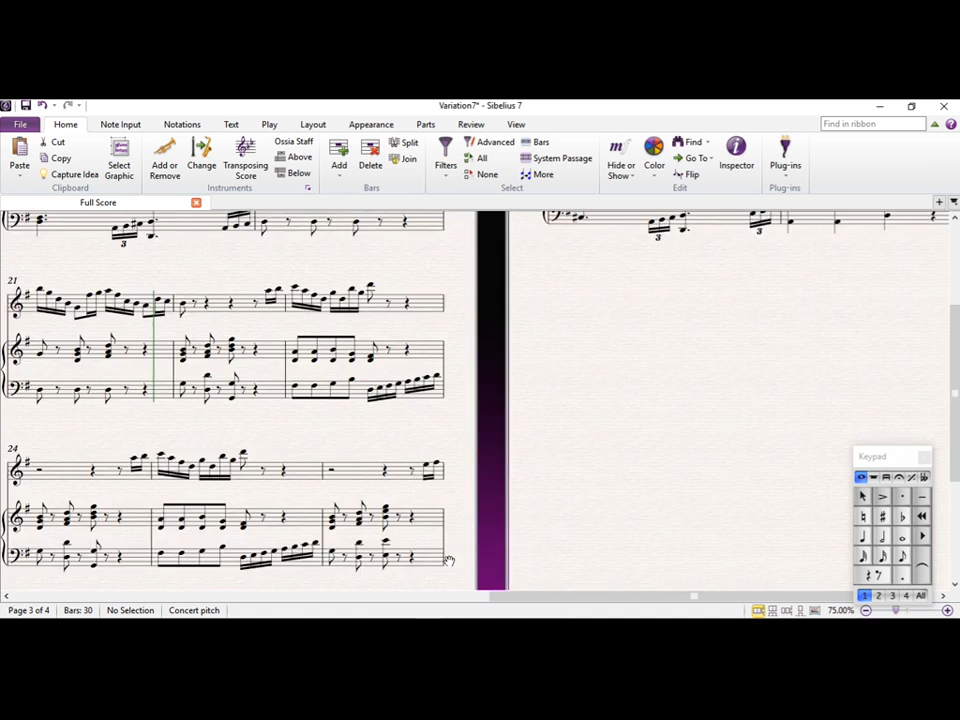 Variation7* - Sibelius 7
File Home Note Input Notations Text Play Layout Appearance Parts Review View Find in ribbon
Paste Cut Copy Capture Idea Select Graphic Add or Remove Change Transposing Score Ossia Staff Above Below Add Delete Split Join Filters Advanced All None Bars System Passage More Hide or Show Color Find Go To Flip Inspector Plug-ins
Clipboard Instruments Bars Select Edit Plug-ins
Full Score
3 3 3
21
24
Keypad
1 2 3 4 All
Page 3 of 4 Bars: 30 No Selection Concert pitch 75.00%